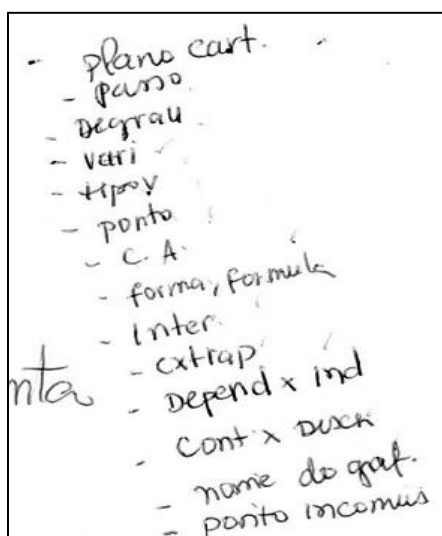 - plano cart.
- passo
- Degrau
- vari
- tipo y
- ponto
- C. A.
- forma, formula
- Inter
- extrap
nta
- Depend x ind
- Cont x Discr
- nome do graf.
- ponto incomus